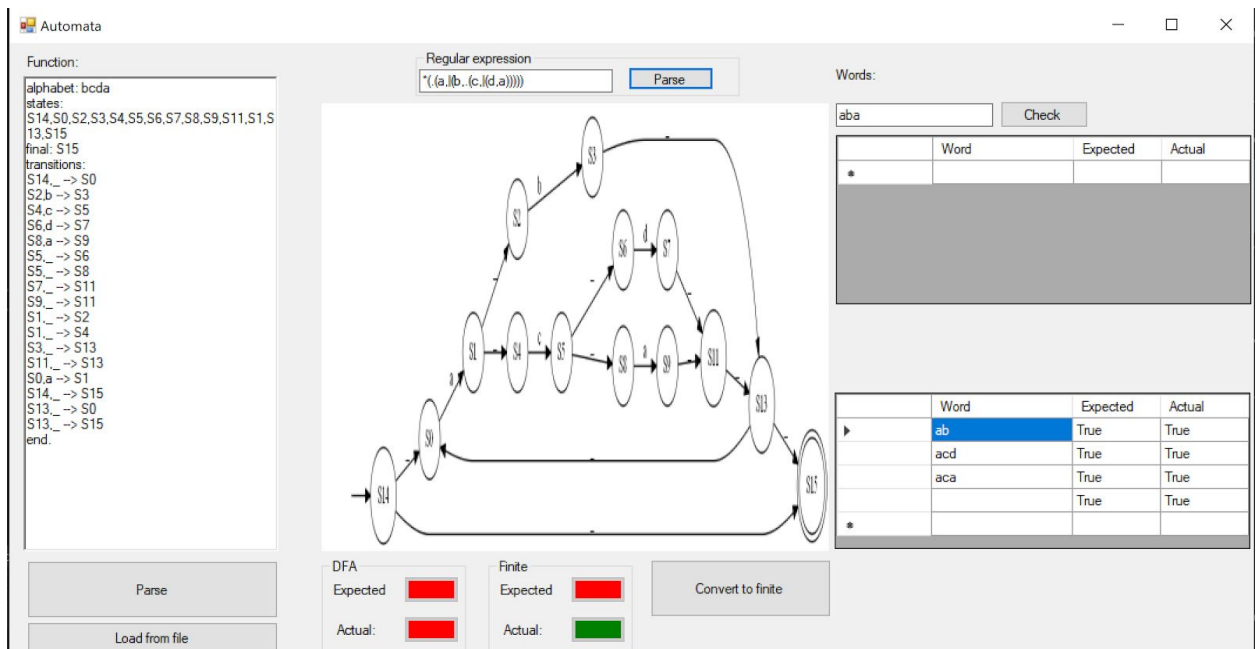 Automata
Function:
alphabet: bcda
states:
S14,S0,S2,S3,S4,S5,S6,S7,S8,S9,S11,S1,S
13,S15
final: S15
transitions:
S14,_ --> S0
S2,b --> S3
S4,c --> S5
S6,d --> S7
S8,a --> S9
S5,_ --> S6
S5,_ --> S8
S7,_ --> S11
S9,_ --> S11
S1,_ --> S2
S1,_ --> S4
S3,_ --> S13
S11,_ --> S13
S0,a --> S1
S14,_ --> S15
S13,_ --> S0
S13,_ --> S15
end.
Parse
Load from file
Regular expression
*(.(a,|(b,.(c,|(d,a)))))
Parse
S3
b
S2
S6
d
S7
_
_
_
S1
_
S4
c
S5
_
S8
a
S9
_
S11
a
_
S13
S0
_
_
_
S14
S15
_
DFA
Expected
Actual:
Finite
Expected
Actual:
Convert to finite
Words:
aba
Check
Word Expected Actual
*
Word Expected Actual
ab True True
acd True True
aca True True
True True
*